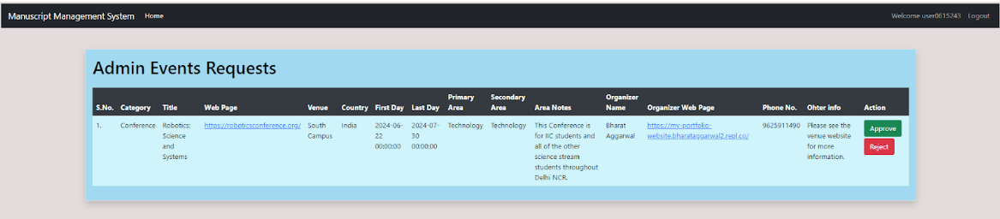 Manuscript Management System Home Welcome user0615243 Logout
Admin Events Requests
S.No. Category Title Web Page Venue Country First Day Last Day Primary Area Secondary Area Area Notes Organizer Name Organizer Web Page Phone No. Ohter info Action
1. Conference Robotics: Science and Systems https://roboticsconference.org/ South Campus India 2024-06-22 00:00:00 2024-07-30 00:00:00 Technology Technology This Conference is for IIC students and all of the other science stream students throughout Delhi NCR. Bharat Aggarwal https://my-portfolio-website.bharataggarwal2.repl.co/ 9625911490 Please see the venue website for more information. Approve
Reject